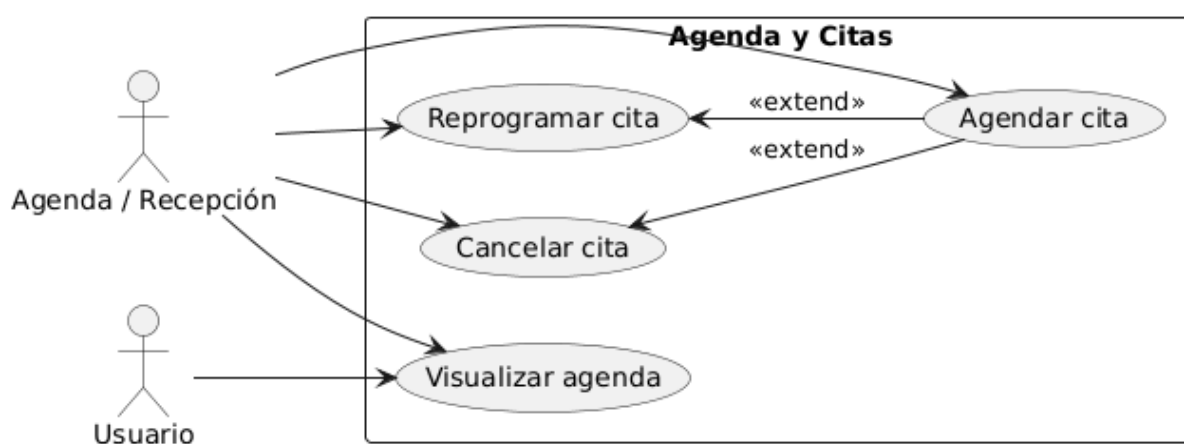 Agenda y Citas
Reprogramar cita
«extend»
Agendar cita
«extend»
Agenda / Recepción
Cancelar cita
Visualizar agenda
Usuario